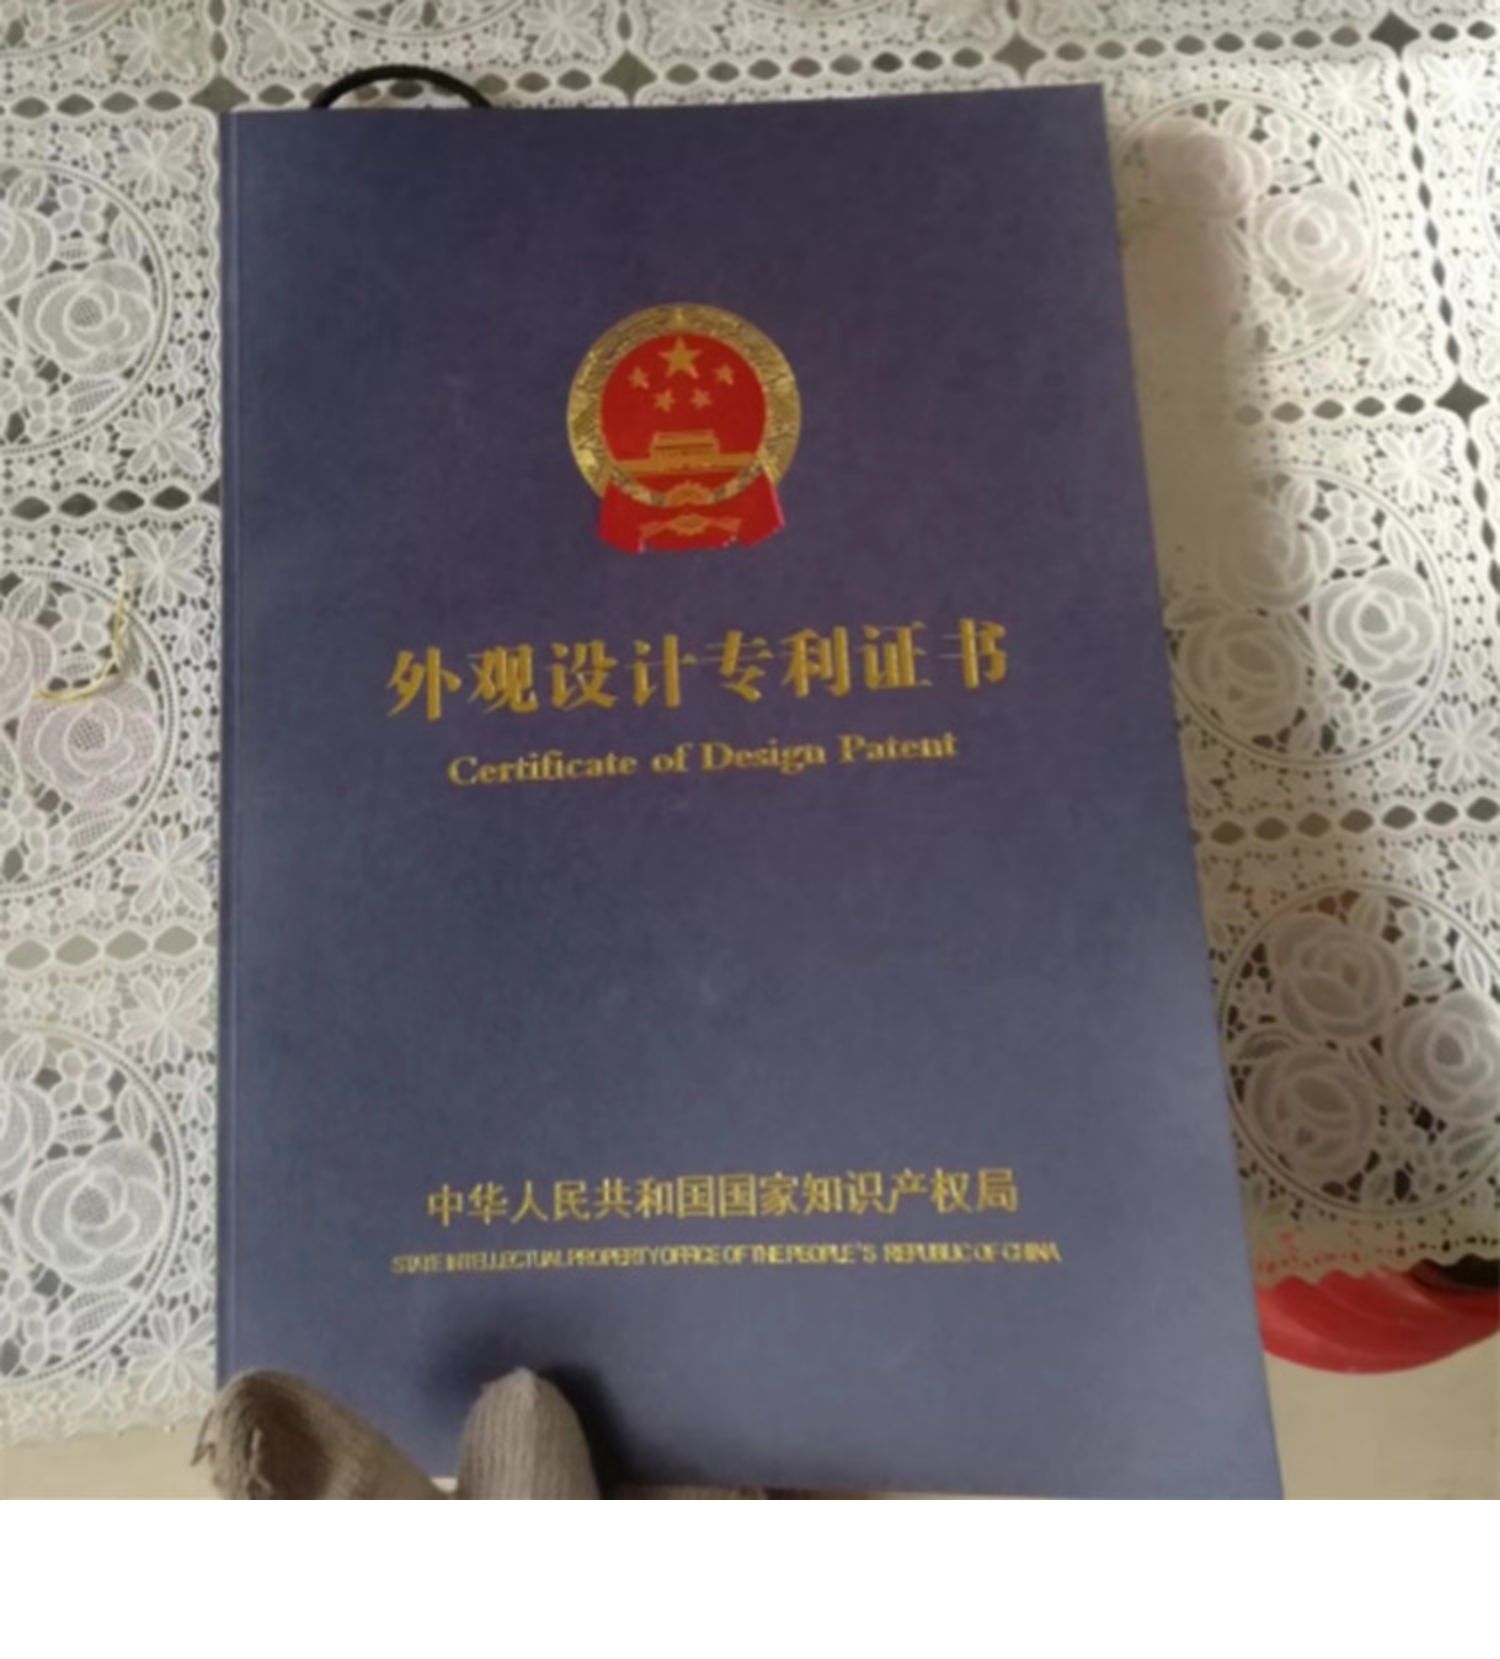 外观设计专利证书
Certificate of Design Patent
中华人民共和国国家知识产权局
STATE INTELLECTUAL PROPERTY OFFICE OF THE PEOPLE'S REPUBLIC OF CHINA